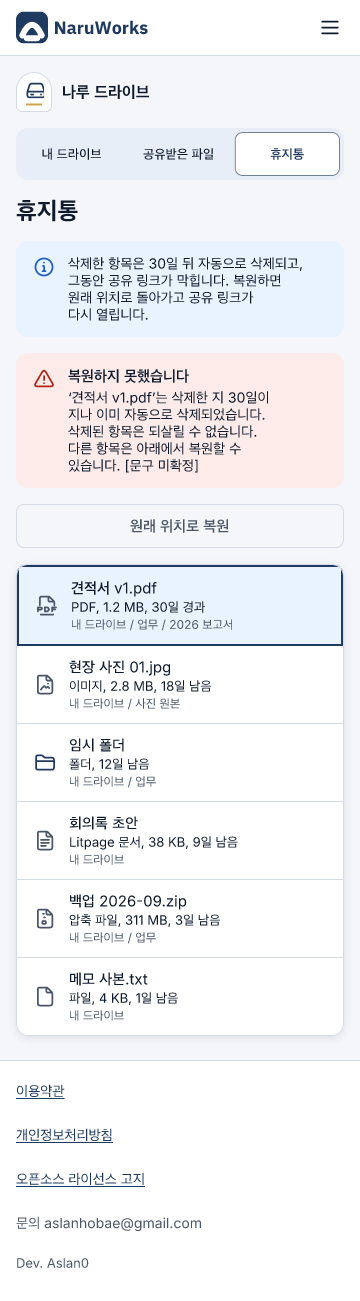 NaruWorks
나루 드라이브
내 드라이브
공유받은 파일
휴지통
휴지통
삭제한 항목은 30일 뒤 자동으로 삭제되고,
그동안 공유 링크가 막힙니다. 복원하면
원래 위치로 돌아가고 공유 링크가
다시 열립니다.
복원하지 못했습니다
‘견적서 v1.pdf’는 삭제한 지 30일이
지나 이미 자동으로 삭제되었습니다.
삭제된 항목은 되살릴 수 없습니다.
다른 항목은 아래에서 복원할 수
있습니다. [문구 미확정]
원래 위치로 복원
PDF
견적서 v1.pdf
PDF, 1.2 MB, 30일 경과
내 드라이브 / 업무 / 2026 보고서
현장 사진 01.jpg
이미지, 2.8 MB, 18일 남음
내 드라이브 / 사진 원본
임시 폴더
폴더, 12일 남음
내 드라이브 / 업무
회의록 초안
Litpage 문서, 38 KB, 9일 남음
내 드라이브
백업 2026-09.zip
압축 파일, 311 MB, 3일 남음
내 드라이브 / 업무
메모 사본.txt
파일, 4 KB, 1일 남음
내 드라이브
이용약관
개인정보처리방침
오픈소스 라이선스 고지
문의 aslanhobae@gmail.com
Dev. Aslan0